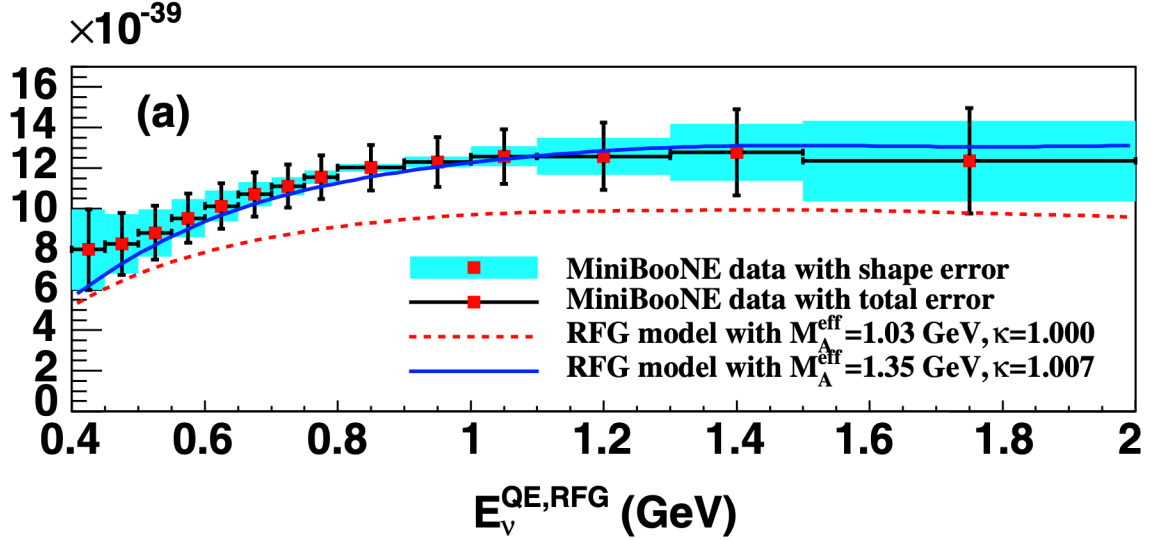 ×10⁻³⁹
16
14
12
10
8
6
4
2
0
(a)
MiniBooNE data with shape error
MiniBooNE data with total error
RFG model with M_A^eff=1.03 GeV,κ=1.000
RFG model with M_A^eff=1.35 GeV,κ=1.007
0.4 0.6 0.8 1 1.2 1.4 1.6 1.8 2
E_ν^QE,RFG (GeV)